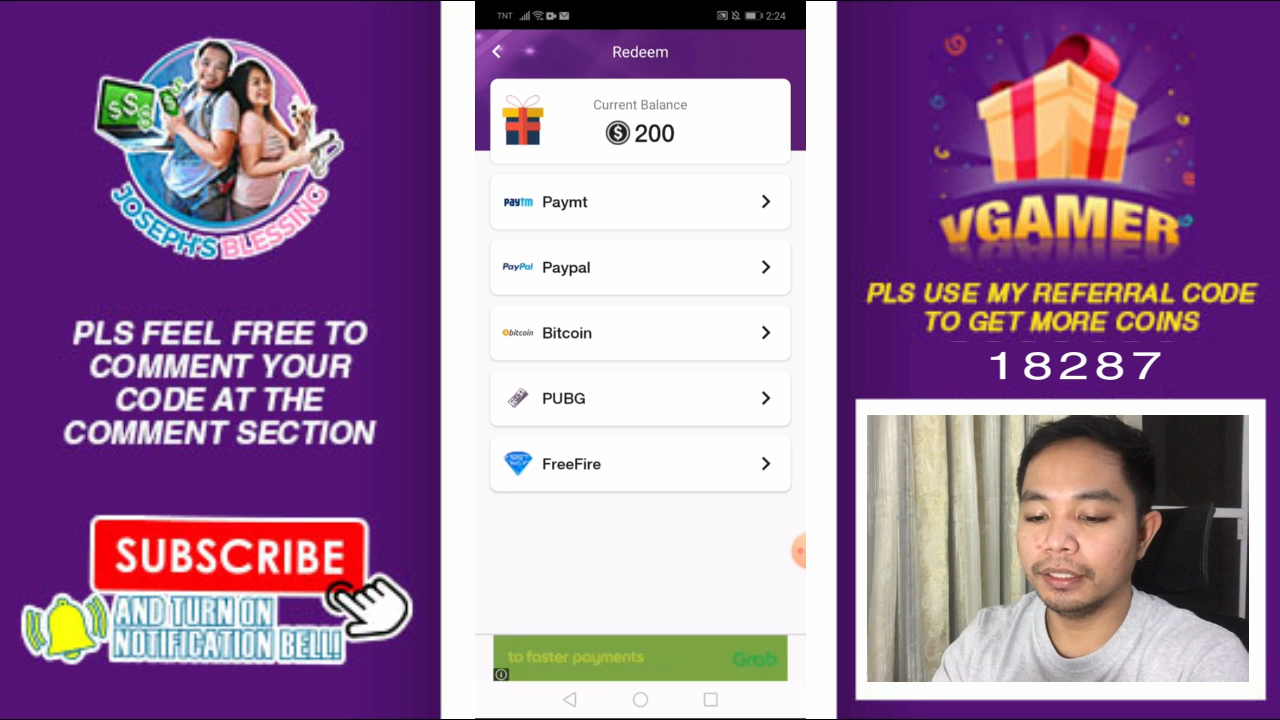 JOSEPH'S BLESSING
PLS FEEL FREE TO
COMMENT YOUR
CODE AT THE
COMMENT SECTION
SUBSCRIBE
AND TURN ON
NOTIFICATION BELL!
TNT
2:24
Redeem
Current Balance
200
paytm Paymt
PayPal Paypal
bitcoin Bitcoin
PUBG
FreeFire
to faster payments
Grab
VGAMER
PLS USE MY REFERRAL CODE
TO GET MORE COINS
18287